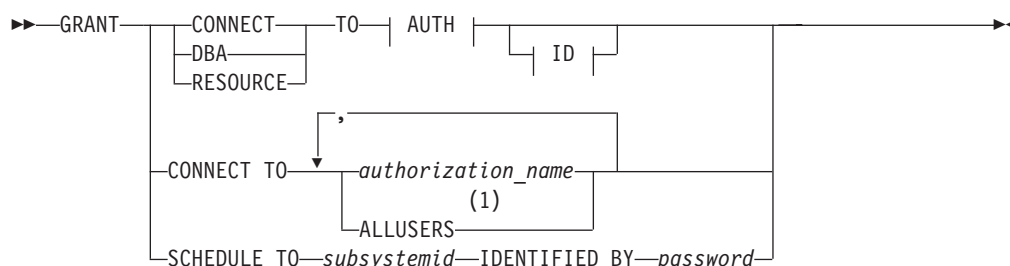 GRANT CONNECT TO AUTH
DBA ID
RESOURCE
,
CONNECT TO authorization_name
(1)
ALLUSERS
SCHEDULE TO subsystemid IDENTIFIED BY password